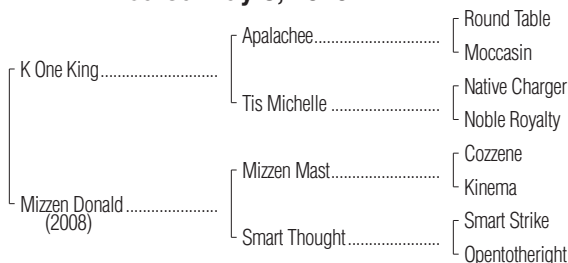 Round Table
Apalachee
Moccasin
K One King
Native Charger
Tis Michelle
Noble Royalty
Cozzene
Mizzen Mast
Kinema
Mizzen Donald
(2008)
Smart Strike
Smart Thought
Opentotheright